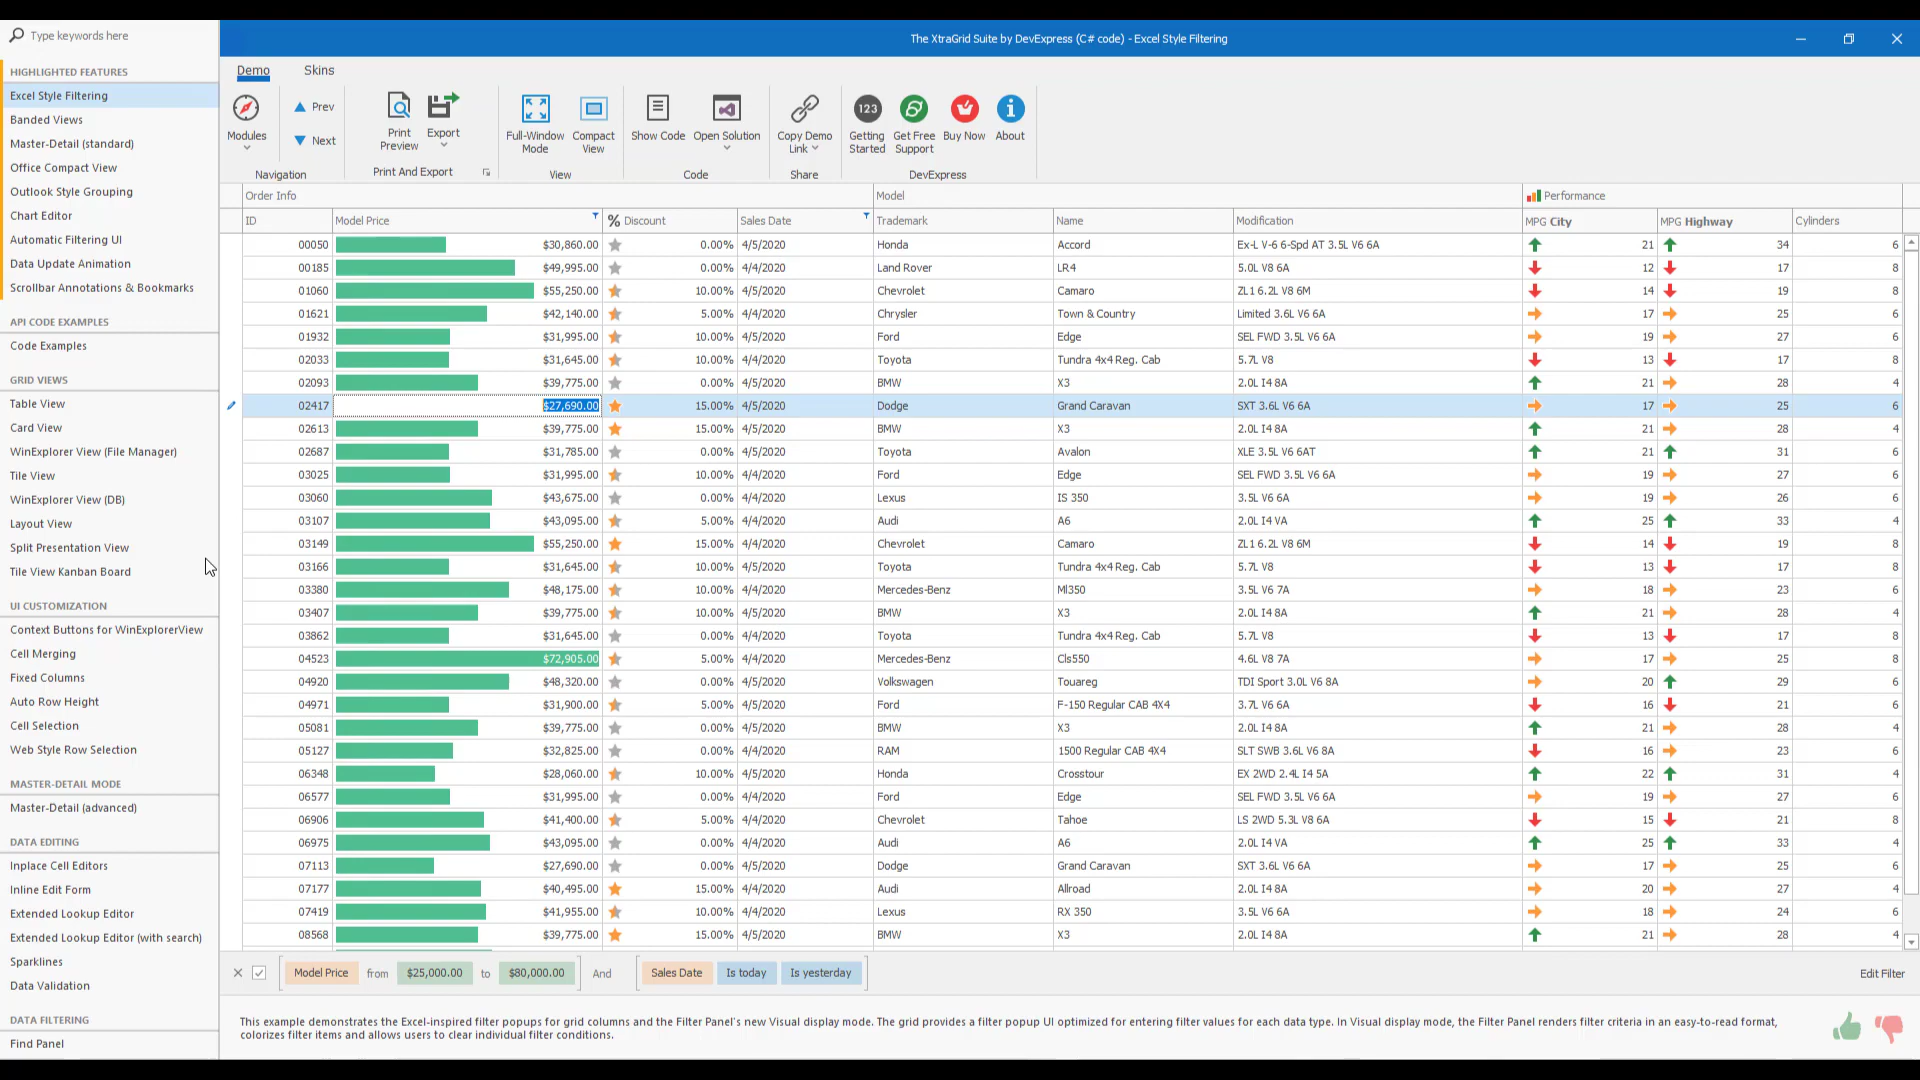 Type keywords here
The XtraGrid Suite by DevExpress (C# code) - Excel Style Filtering
HIGHLIGHTED FEATURES
Excel Style Filtering
Banded Views
Master-Detail (standard)
Office Compact View
Outlook Style Grouping
Chart Editor
Automatic Filtering UI
Data Update Animation
Scrollbar Annotations & Bookmarks
API CODE EXAMPLES
Code Examples
GRID VIEWS
Table View
Card View
WinExplorer View (File Manager)
Tile View
WinExplorer View (DB)
Layout View
Split Presentation View
Tile View Kanban Board
UI CUSTOMIZATION
Context Buttons for WinExplorerView
Cell Merging
Fixed Columns
Auto Row Height
Cell Selection
Web Style Row Selection
MASTER-DETAIL MODE
Master-Detail (advanced)
DATA EDITING
Inplace Cell Editors
Inline Edit Form
Extended Lookup Editor
Extended Lookup Editor (with search)
Sparklines
Data Validation
DATA FILTERING
Find Panel
Demo Skins
Modules
Prev
Next
Navigation
Print Preview
Export
Print And Export
Full-Window Mode
Compact View
View
Show Code
Open Solution
Code
Copy Demo Link
Share
123
Getting Started
Get Free Support
Buy Now
About
DevExpress
Order Info Model Performance
ID Model Price % Discount Sales Date Trademark Name Modification MPG City MPG Highway Cylinders
00050 $30,860.00 0.00% 4/5/2020 Honda Accord Ex-L V-6 6-Spd AT 3.5L V6 6A 21 34 6
00185 $49,995.00 0.00% 4/4/2020 Land Rover LR4 5.0L V8 6A 12 17 8
01060 $55,250.00 10.00% 4/4/2020 Chevrolet Camaro ZL1 6.2L V8 6M 14 19 8
01621 $42,140.00 5.00% 4/4/2020 Chrysler Town & Country Limited 3.6L V6 6A 17 25 6
01932 $31,995.00 10.00% 4/5/2020 Ford Edge SEL FWD 3.5L V6 6A 19 27 6
02033 $31,645.00 10.00% 4/4/2020 Toyota Tundra 4x4 Reg. Cab 5.7L V8 13 17 8
02093 $39,775.00 0.00% 4/5/2020 BMW X3 2.0L I4 8A 21 28 4
02417 $27,690.00 15.00% 4/5/2020 Dodge Grand Caravan SXT 3.6L V6 6A 17 25 6
02613 $39,775.00 15.00% 4/5/2020 BMW X3 2.0L I4 8A 21 28 4
02687 $31,785.00 0.00% 4/5/2020 Toyota Avalon XLE 3.5L V6 6AT 21 31 6
03025 $31,995.00 10.00% 4/5/2020 Ford Edge SEL FWD 3.5L V6 6A 19 27 6
03060 $43,675.00 0.00% 4/4/2020 Lexus IS 350 3.5L V6 6A 19 26 6
03107 $43,095.00 5.00% 4/4/2020 Audi A6 2.0L I4 VA 25 33 4
03149 $55,250.00 15.00% 4/4/2020 Chevrolet Camaro ZL1 6.2L V8 6M 14 19 8
03166 $31,645.00 10.00% 4/5/2020 Toyota Tundra 4x4 Reg. Cab 5.7L V8 13 17 8
03380 $48,175.00 10.00% 4/4/2020 Mercedes-Benz Ml350 3.5L V6 7A 18 23 6
03407 $39,775.00 10.00% 4/4/2020 BMW X3 2.0L I4 8A 21 28 4
03862 $31,645.00 0.00% 4/4/2020 Toyota Tundra 4x4 Reg. Cab 5.7L V8 13 17 8
04523 $72,905.00 5.00% 4/4/2020 Mercedes-Benz Cls550 4.6L V8 7A 17 25 8
04920 $48,320.00 0.00% 4/4/2020 Volkswagen Touareg TDI Sport 3.0L V6 8A 20 29 6
04971 $31,900.00 5.00% 4/4/2020 Ford F-150 Regular CAB 4X4 3.7L V6 6A 16 21 6
05081 $39,775.00 0.00% 4/4/2020 BMW X3 2.0L I4 8A 21 28 4
05127 $32,825.00 0.00% 4/4/2020 RAM 1500 Regular CAB 4X4 SLT SWB 3.6L V6 8A 16 23 6
06348 $28,060.00 10.00% 4/5/2020 Honda Crosstour EX 2WD 2.4L I4 5A 22 31 4
06577 $31,995.00 0.00% 4/4/2020 Ford Edge SEL FWD 3.5L V6 6A 19 27 6
06906 $41,400.00 5.00% 4/4/2020 Chevrolet Tahoe LS 2WD 5.3L V8 6A 15 21 8
06975 $43,095.00 0.00% 4/5/2020 Audi A6 2.0L I4 VA 25 33 4
07113 $27,690.00 0.00% 4/5/2020 Dodge Grand Caravan SXT 3.6L V6 6A 17 25 6
07177 $40,495.00 15.00% 4/4/2020 Audi Allroad 2.0L I4 8A 20 27 4
07419 $41,955.00 10.00% 4/4/2020 Lexus RX 350 3.5L V6 6A 18 24 6
08568 $39,775.00 15.00% 4/5/2020 BMW X3 2.0L I4 8A 21 28 4
Model Price from $25,000.00 to $80,000.00 And Sales Date Is today Is yesterday Edit Filter
This example demonstrates the Excel-inspired filter popups for grid columns and the Filter Panel's new Visual display mode. The grid provides a filter popup UI optimized for entering filter values for each data type. In Visual display mode, the Filter Panel renders filter criteria in an easy-to-read format,
colorizes filter items and allows users to clear individual filter conditions.